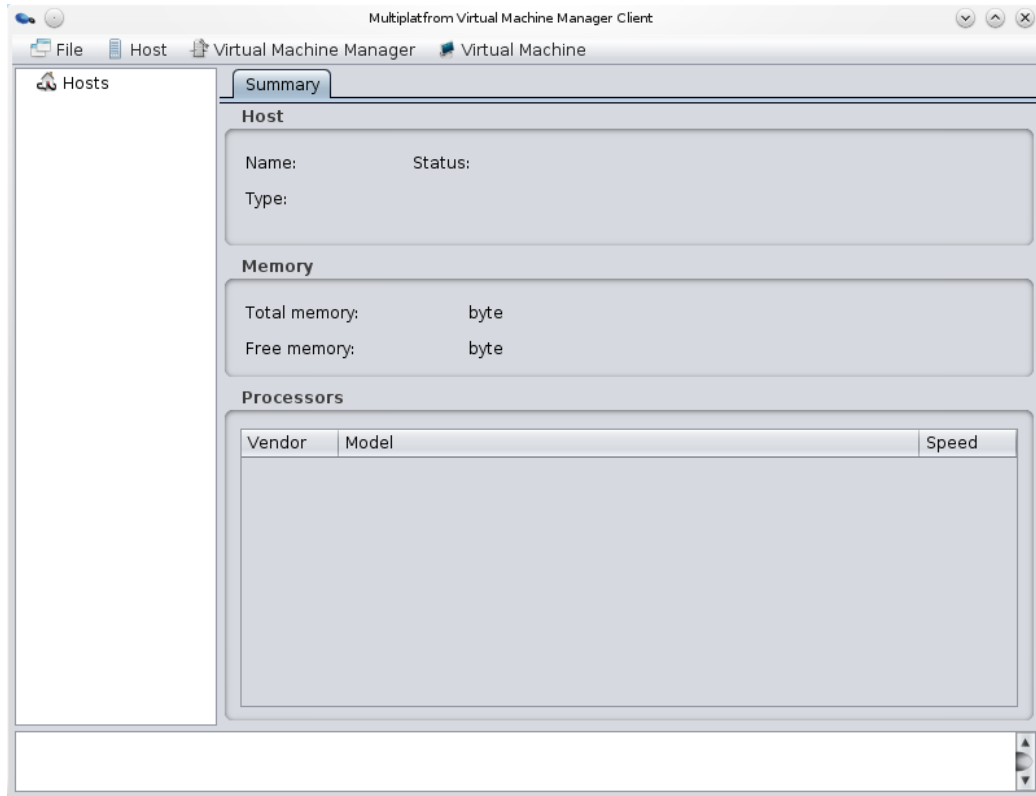 Multiplatfrom Virtual Machine Manager Client
File Host Virtual Machine Manager Virtual Machine
Hosts
Summary
Host
Name: Status:
Type:
Memory
Total memory: byte
Free memory: byte
Processors
Vendor Model Speed